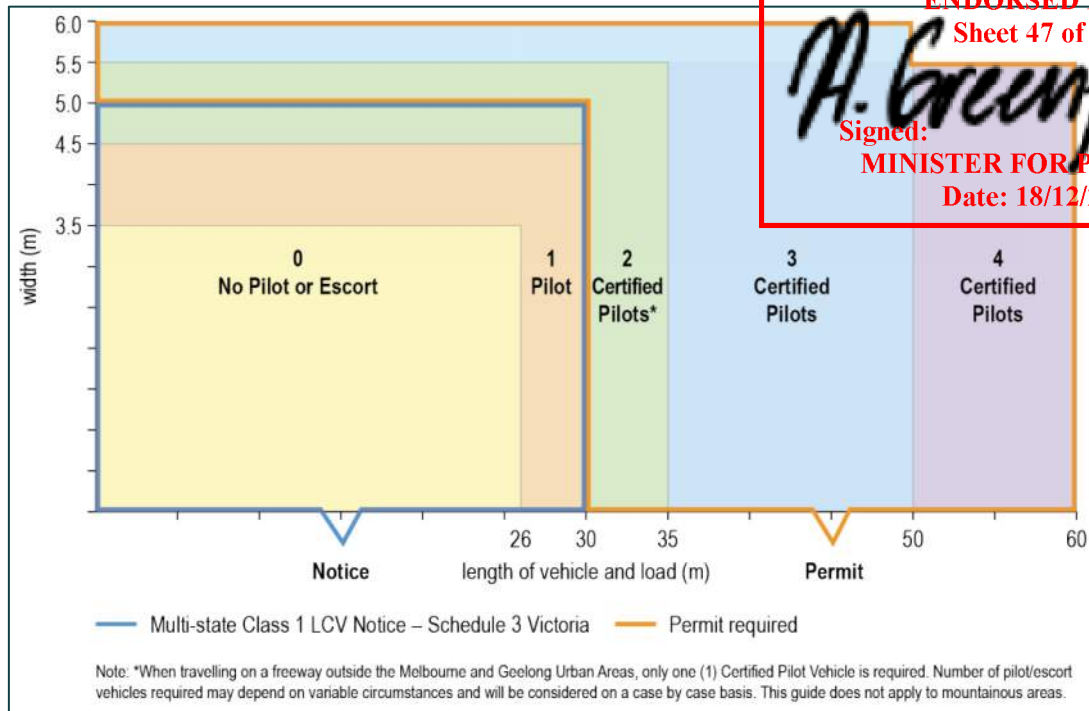 ENDORSED
Sheet 47 of
Signed:
MINISTER FOR
Date: 18/12/
6.0
5.5
5.0
4.5
3.5
width (m)
0
No Pilot or Escort
1
Pilot
2
Certified
Pilots*
3
Certified
Pilots
4
Certified
Pilots
26 30 35 50 60
Notice length of vehicle and load (m) Permit
Multi-state Class 1 LCV Notice – Schedule 3 Victoria Permit required
Note: *When travelling on a freeway outside the Melbourne and Geelong Urban Areas, only one (1) Certified Pilot Vehicle is required. Number of pilot/escort
vehicles required may depend on variable circumstances and will be considered on a case by case basis. This guide does not apply to mountainous areas.